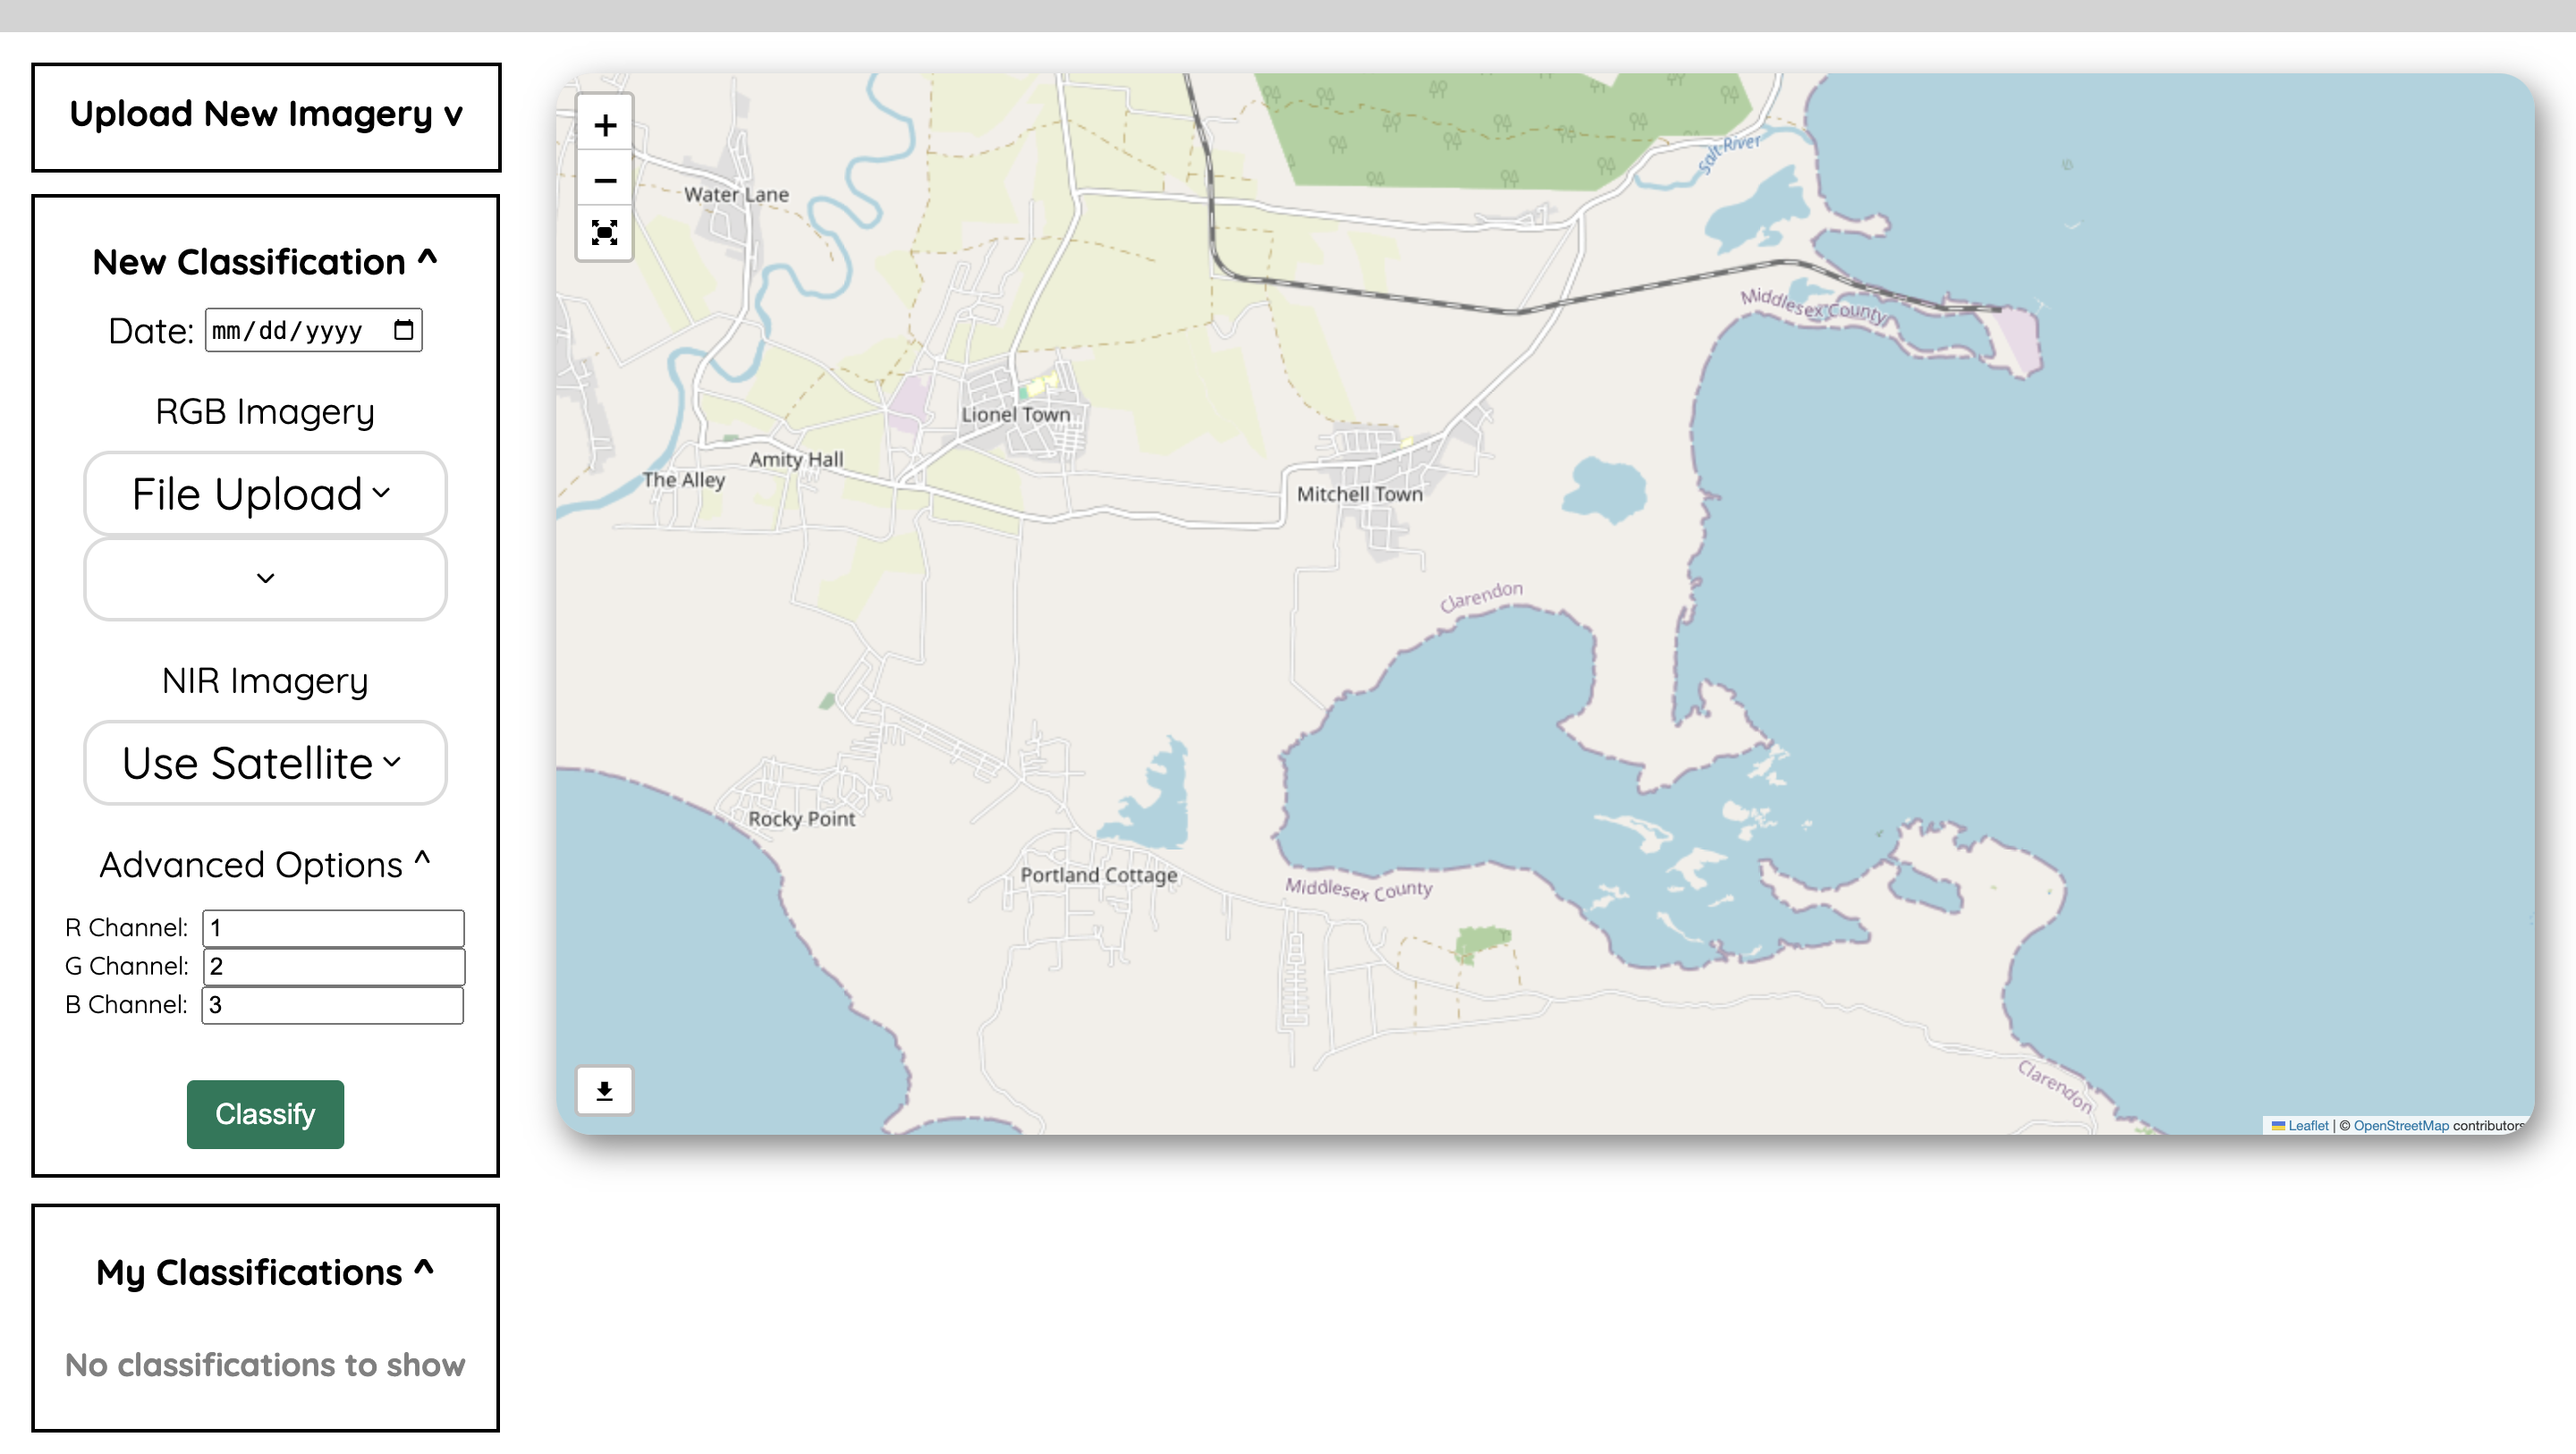 Upload New Imagery v
New Classification ^
Date: mm/dd/yyyy
RGB Imagery
File Upload
NIR Imagery
Use Satellite
Advanced Options ^
R Channel: 1
G Channel: 2
B Channel: 3
Classify
My Classifications ^
No classifications to show
+
−
Salt River
Water Lane
Middlesex County
Lionel Town
Amity Hall
The Alley
Mitchell Town
Clarendon
Rocky Point
Portland Cottage
Middlesex County
Clarendon
Leaflet | © OpenStreetMap contributors